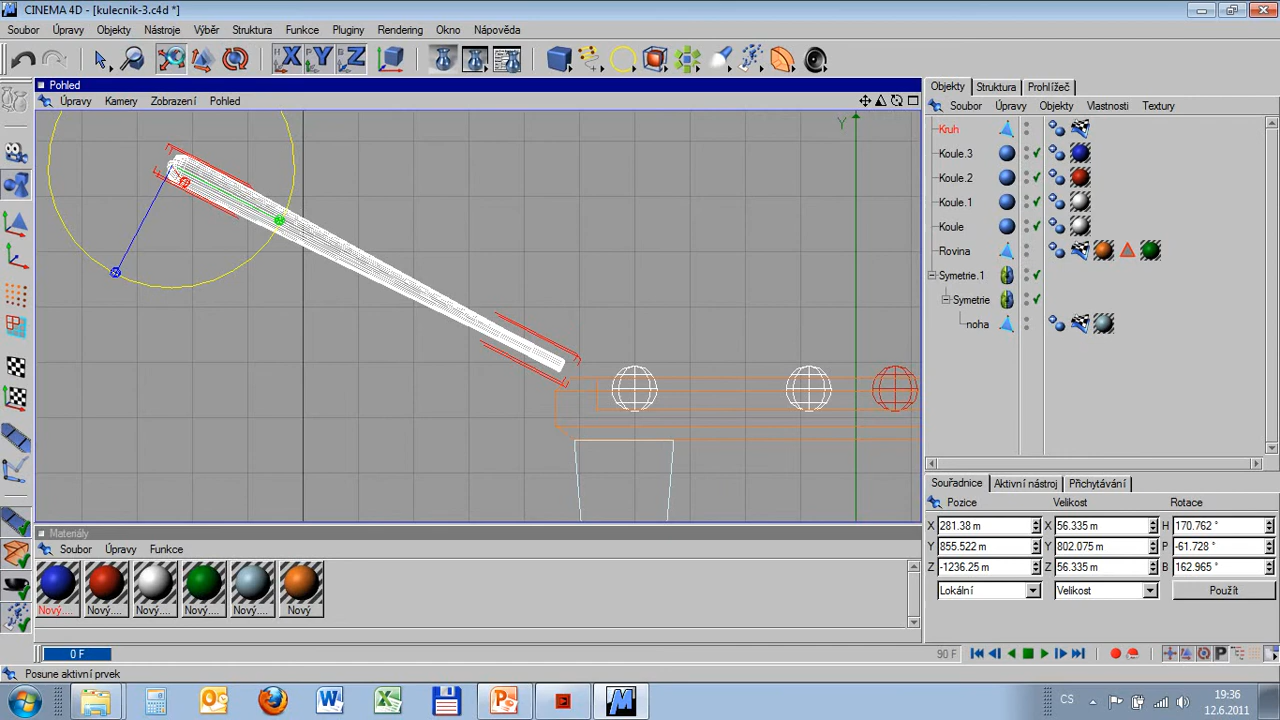 CINEMA 4D - [kulecnik-3.c4d *]
Soubor Úpravy Objekty Nástroje Výběr Struktura Funkce Pluginy Rendering Okno Nápověda
Pohled
Úpravy Kamery Zobrazení Pohled
Y
Objekty Struktura Prohlížeč
Soubor Úpravy Objekty Vlastnosti Textury
Kruh
Koule.3
Koule.2
Koule.1
Koule
Rovina
Symetrie.1
Symetrie
noha
Souřadnice Aktivní nástroj Přichytávání
Pozice Velikost Rotace
X 281.38 m X 56.335 m H 170.762 °
Y 855.522 m Y 802.075 m P -61.728 °
Z -1236.25 m Z 56.335 m B 162.965 °
Lokální Velikost Použít
Materiály
Soubor Úpravy Funkce
Nový.... Nový.... Nový.... Nový.... Nový.... Nový
0 F 90 F
Posune aktivní prvek
CS 19:36
12.6.2011